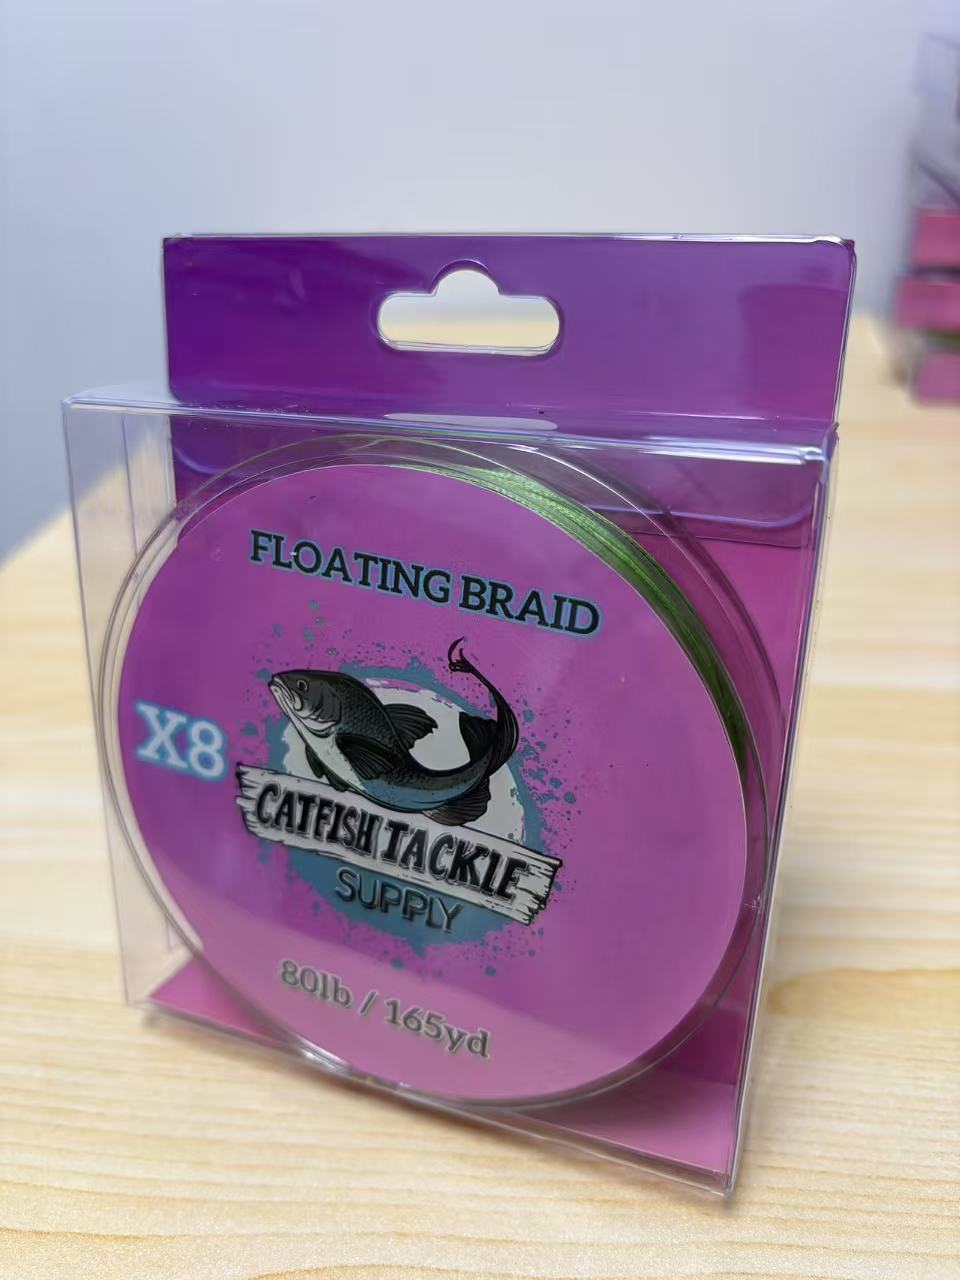 FLOATING BRAID
X8
CATFISH TACKLE
SUPPLY
80lb / 165yd